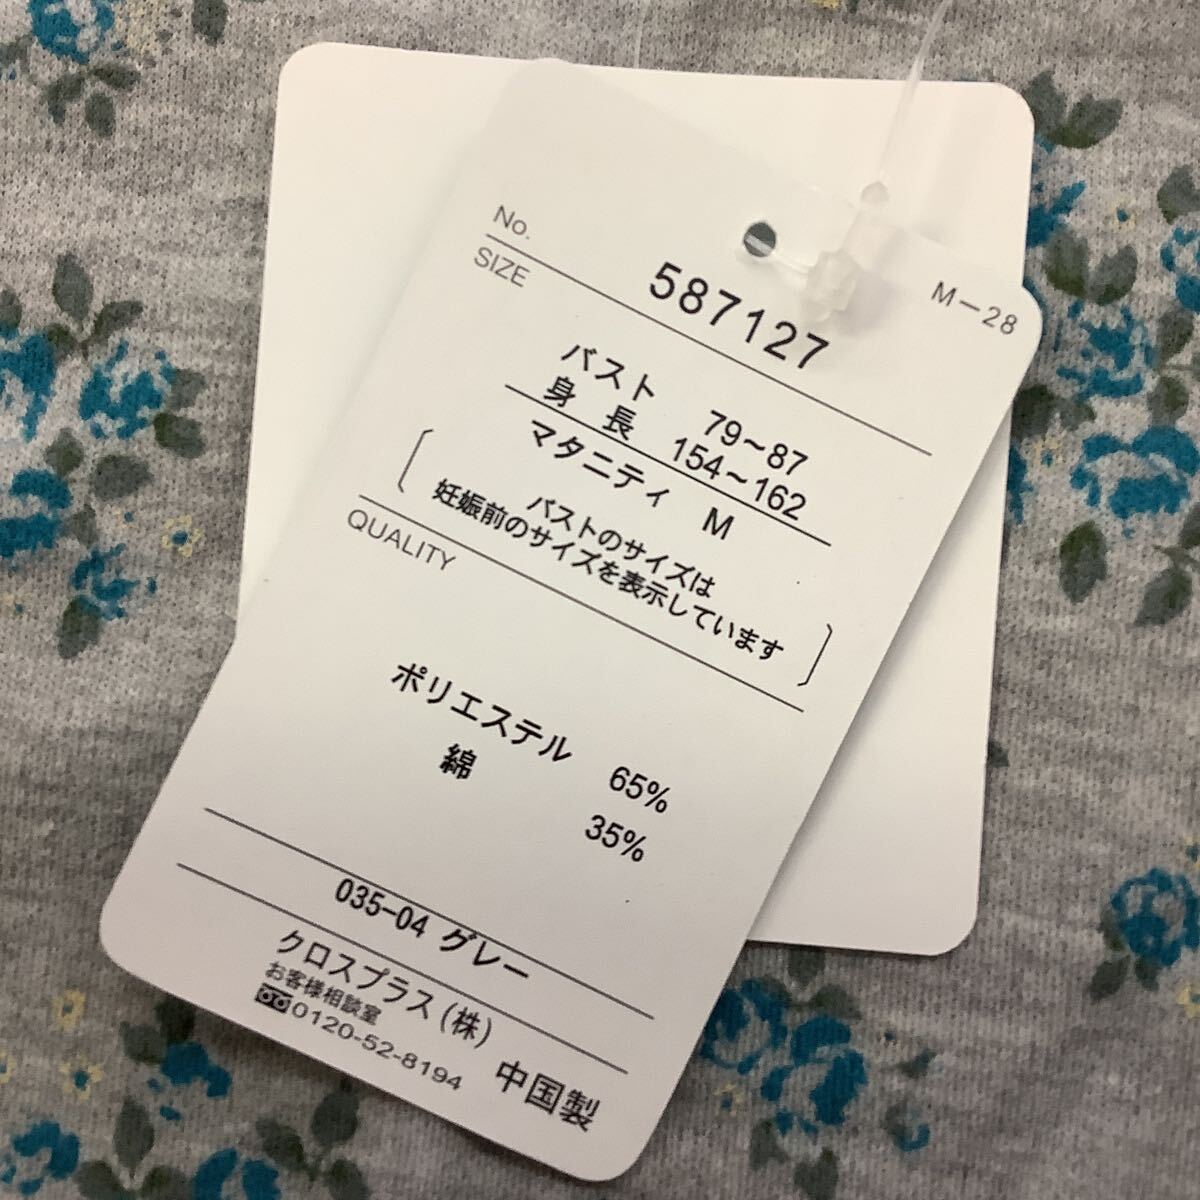 M-28
No. 587127
SIZE
バスト 79~87
身長 154~162
マタニティ M
バストのサイズは
妊娠前のサイズを表示しています
QUALITY
ポリエステル 65%
綿 35%
035-04 グレー
クロスプラス(株)
お客様相談室
0120-52-8194
中国製